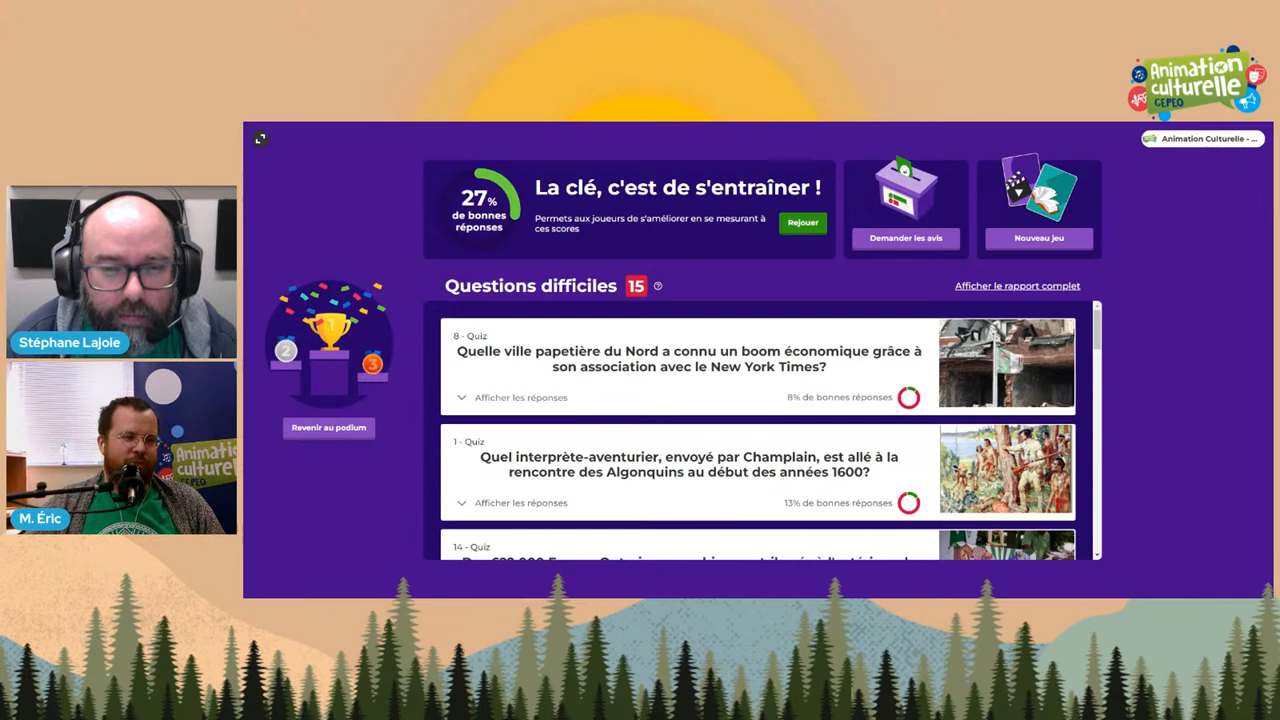 Animation
culturelle
CEPEO
Animation Culturelle - ...
27%
de bonnes
réponses
La clé, c'est de s'entraîner !
Permets aux joueurs de s'améliorer en se mesurant à
ces scores
Rejouer
Demander les avis
Nouveau jeu
Questions difficiles 15
Afficher le rapport complet
8 - Quiz
Quelle ville papetière du Nord a connu un boom économique grâce à
son association avec le New York Times?
Afficher les réponses
8% de bonnes réponses
1 - Quiz
Quel interprète-aventurier, envoyé par Champlain, est allé à la
rencontre des Algonquins au début des années 1600?
Afficher les réponses
13% de bonnes réponses
14 - Quiz
1
2
3
Revenir au podium
Stéphane Lajoie
Animation
culturelle
M. Éric